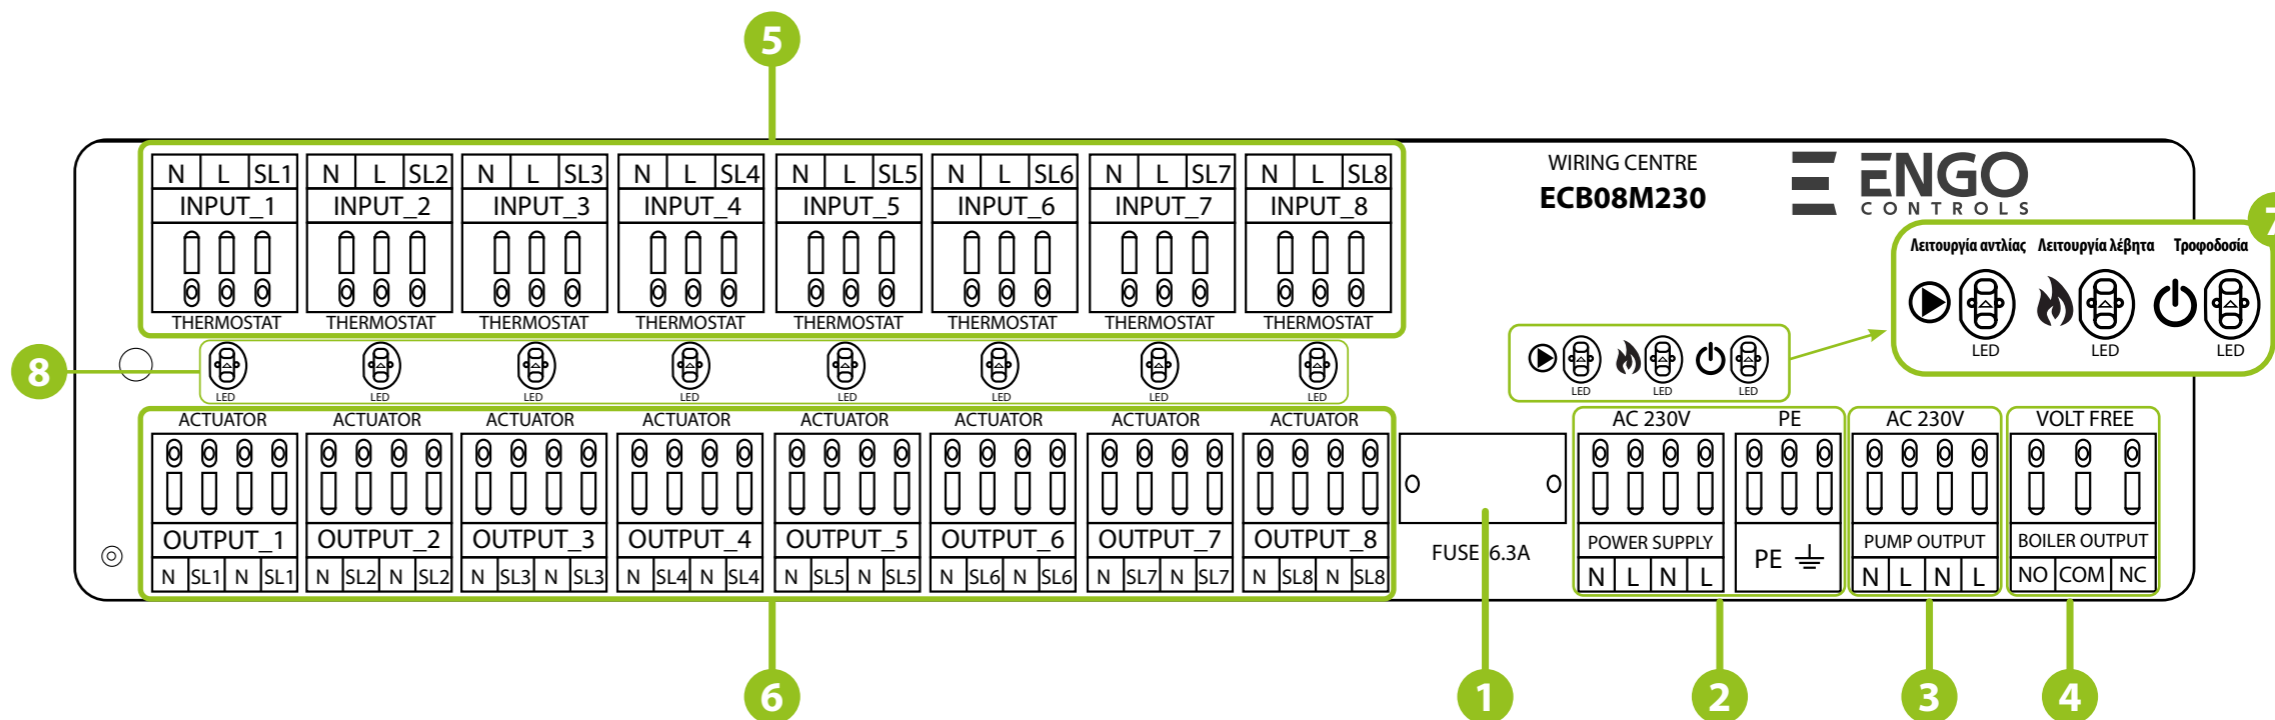 5
N L SL1 N L SL2 N L SL3 N L SL4 N L SL5 N L SL6 N L SL7 N L SL8
INPUT_1 INPUT_2 INPUT_3 INPUT_4 INPUT_5 INPUT_6 INPUT_7 INPUT_8
THERMOSTAT THERMOSTAT THERMOSTAT THERMOSTAT THERMOSTAT THERMOSTAT THERMOSTAT THERMOSTAT
WIRING CENTRE
ECB08M230
ENGO
CONTROLS
7
Λειτουργία αντλίας Λειτουργία λέβητα Τροφοδοσία
LED LED LED
8
LED LED LED LED LED LED LED LED
LED LED LED
ACTUATOR ACTUATOR ACTUATOR ACTUATOR ACTUATOR ACTUATOR ACTUATOR ACTUATOR
OUTPUT_1 OUTPUT_2 OUTPUT_3 OUTPUT_4 OUTPUT_5 OUTPUT_6 OUTPUT_7 OUTPUT_8
N SL1 N SL1 N SL2 N SL2 N SL3 N SL3 N SL4 N SL4 N SL5 N SL5 N SL6 N SL6 N SL7 N SL7 N SL8 N SL8
FUSE 6.3A
AC 230V PE AC 230V VOLT FREE
POWER SUPPLY PE PUMP OUTPUT BOILER OUTPUT
N L N L N L N L NO COM NC
6 1 2 3 4